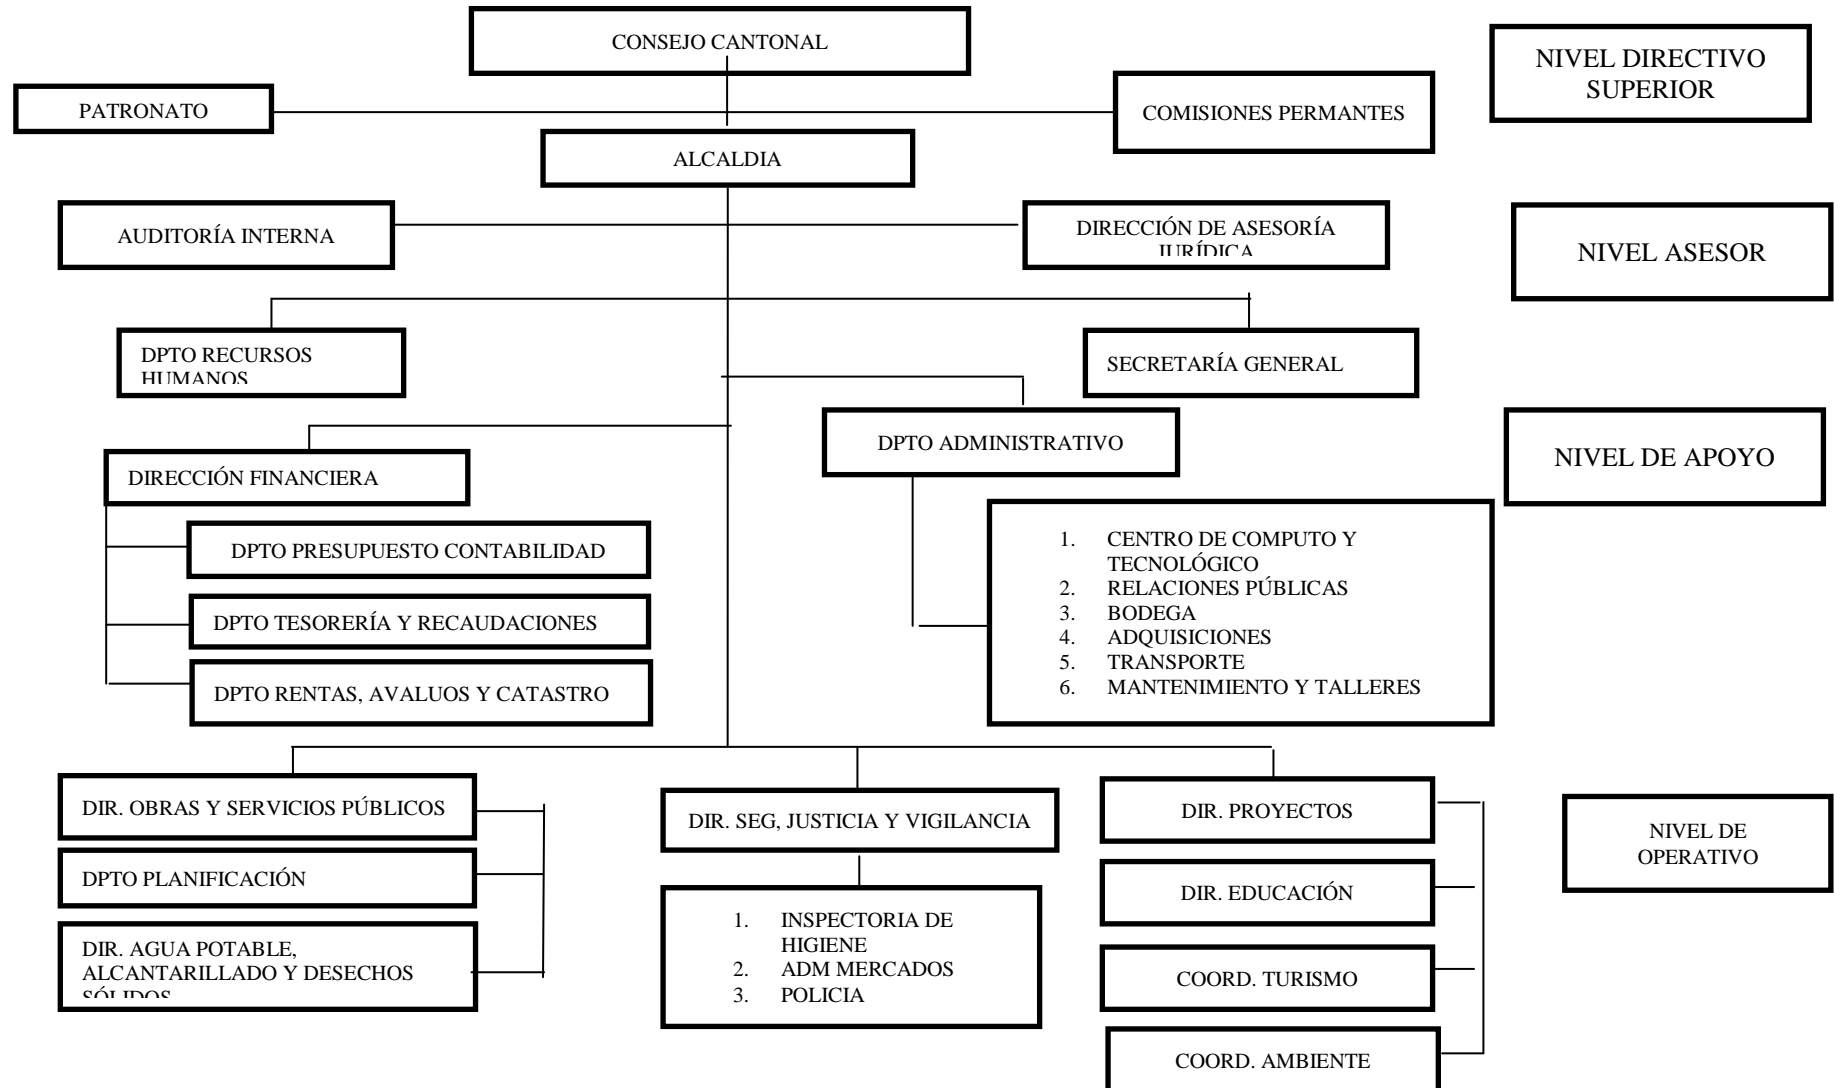 CONSEJO CANTONAL
NIVEL DIRECTIVO
SUPERIOR
PATRONATO
COMISIONES PERMANTES
ALCALDIA
AUDITORÍA INTERNA
DIRECCIÓN DE ASESORÍA
JURÍDICA
NIVEL ASESOR
DPTO RECURSOS
HUMANOS
SECRETARÍA GENERAL
DPTO ADMINISTRATIVO
NIVEL DE APOYO
DIRECCIÓN FINANCIERA
DPTO PRESUPUESTO CONTABILIDAD
DPTO TESORERÍA Y RECAUDACIONES
DPTO RENTAS, AVALUOS Y CATASTRO
1. CENTRO DE COMPUTO Y
TECNOLÓGICO
2. RELACIONES PÚBLICAS
3. BODEGA
4. ADQUISICIONES
5. TRANSPORTE
6. MANTENIMIENTO Y TALLERES
DIR. OBRAS Y SERVICIOS PÚBLICOS
DPTO PLANIFICACIÓN
DIR. AGUA POTABLE,
ALCANTARILLADO Y DESECHOS
SÓLIDOS
DIR. SEG, JUSTICIA Y VIGILANCIA
1. INSPECTORIA DE
HIGIENE
2. ADM MERCADOS
3. POLICIA
DIR. PROYECTOS
DIR. EDUCACIÓN
COORD. TURISMO
COORD. AMBIENTE
NIVEL DE
OPERATIVO